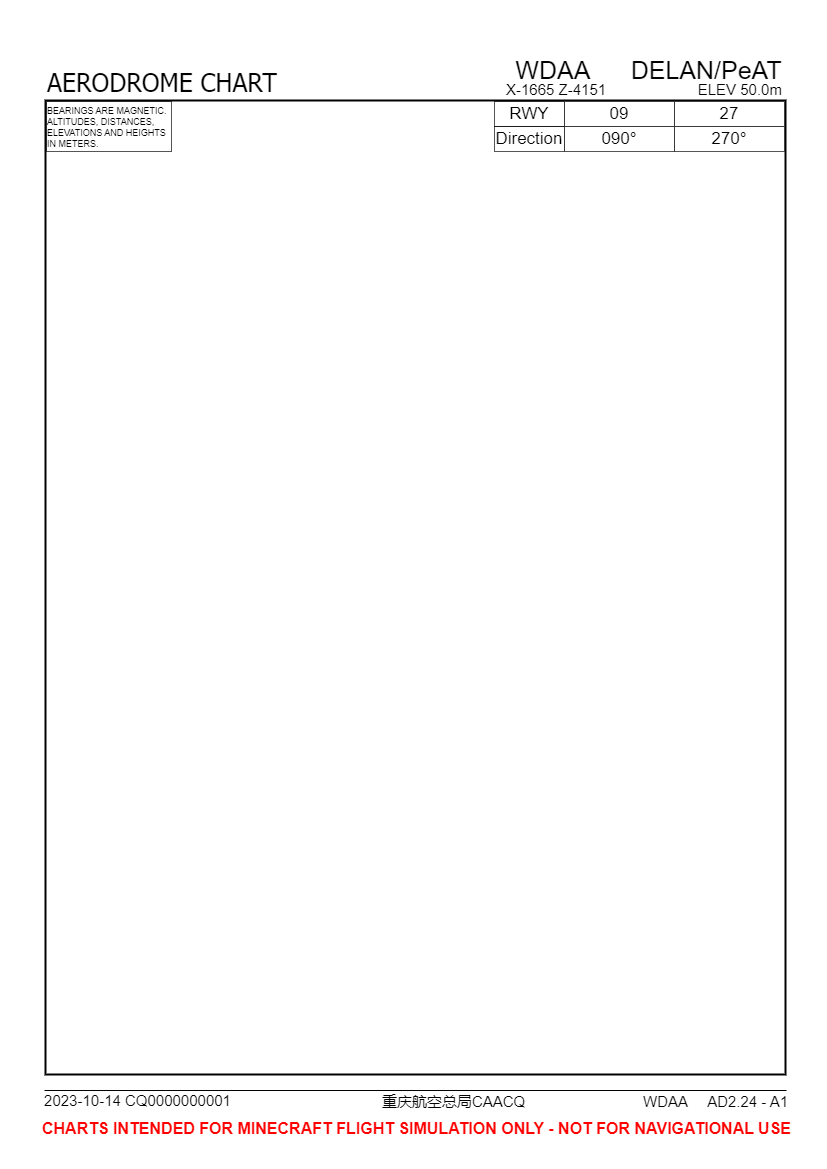 AERODROME CHART
WDAA DELAN/PeAT
X-1665 Z-4151 ELEV 50.0m
BEARINGS ARE MAGNETIC.
ALTITUDES, DISTANCES,
ELEVATIONS AND HEIGHTS
IN METERS.
RWY 09 27
Direction 090° 270°
2023-10-14 CQ0000000001 重庆航空总局CAACQ WDAA AD2.24 - A1
CHARTS INTENDED FOR MINECRAFT FLIGHT SIMULATION ONLY - NOT FOR NAVIGATIONAL USE